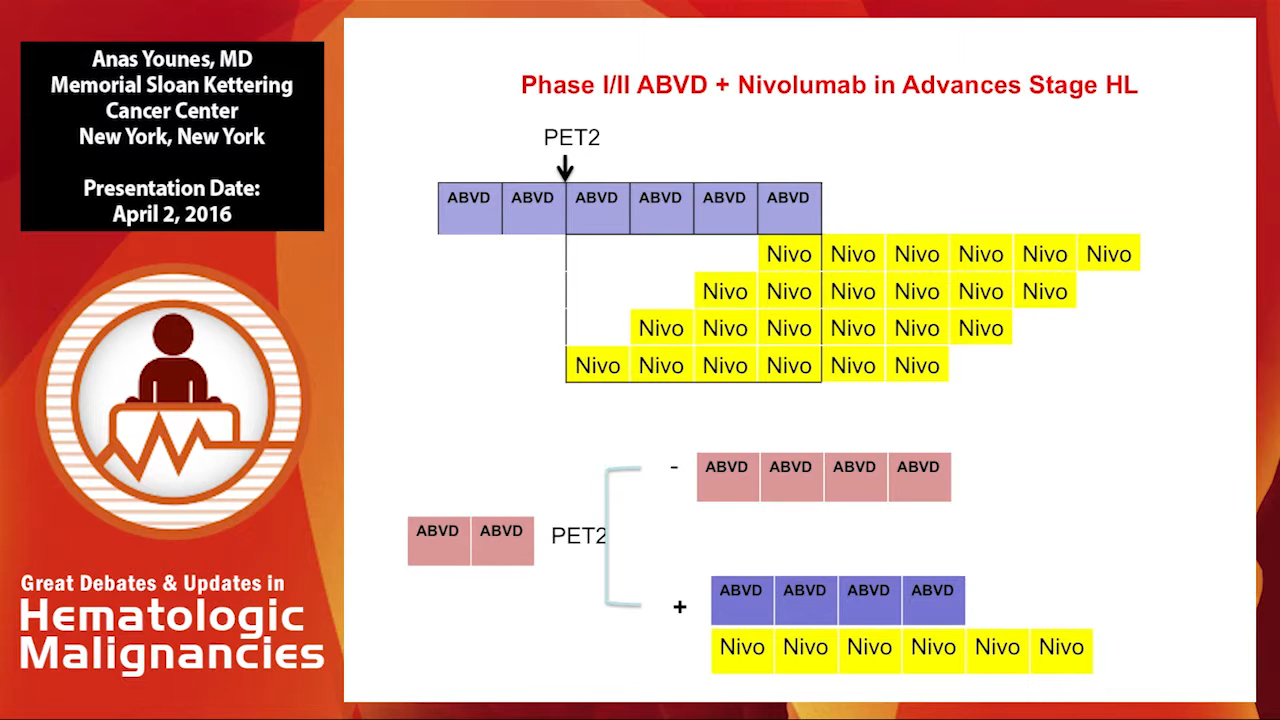 Anas Younes, MD
Memorial Sloan Kettering
Cancer Center
New York, New York
Presentation Date:
April 2, 2016
Great Debates & Updates in
Hematologic
Malignancies
Phase I/II ABVD + Nivolumab in Advances Stage HL
PET2
ABVD ABVD ABVD ABVD ABVD ABVD
Nivo Nivo Nivo Nivo Nivo Nivo
Nivo Nivo Nivo Nivo Nivo Nivo
Nivo Nivo Nivo Nivo Nivo Nivo
Nivo Nivo Nivo Nivo Nivo Nivo
- ABVD ABVD ABVD ABVD
ABVD ABVD PET2
+ ABVD ABVD ABVD ABVD
Nivo Nivo Nivo Nivo Nivo Nivo